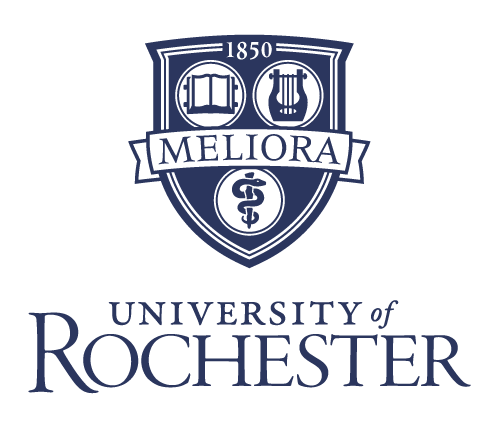 1850
MELIORA
UNIVERSITY of
ROCHESTER